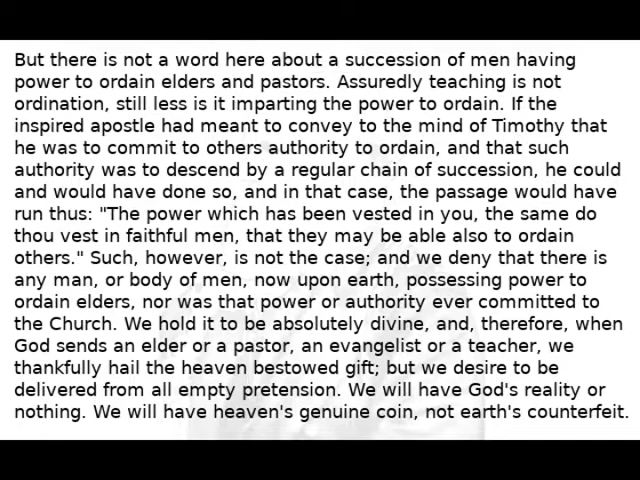 But there is not a word here about a succession of men having
power to ordain elders and pastors. Assuredly teaching is not
ordination, still less is it imparting the power to ordain. If the
inspired apostle had meant to convey to the mind of Timothy that
he was to commit to others authority to ordain, and that such
authority was to descend by a regular chain of succession, he could
and would have done so, and in that case, the passage would have
run thus: "The power which has been vested in you, the same do
thou vest in faithful men, that they may be able also to ordain
others." Such, however, is not the case; and we deny that there is
any man, or body of men, now upon earth, possessing power to
ordain elders, nor was that power or authority ever committed to
the Church. We hold it to be absolutely divine, and, therefore, when
God sends an elder or a pastor, an evangelist or a teacher, we
thankfully hail the heaven bestowed gift; but we desire to be
delivered from all empty pretension. We will have God's reality or
nothing. We will have heaven's genuine coin, not earth's counterfeit.